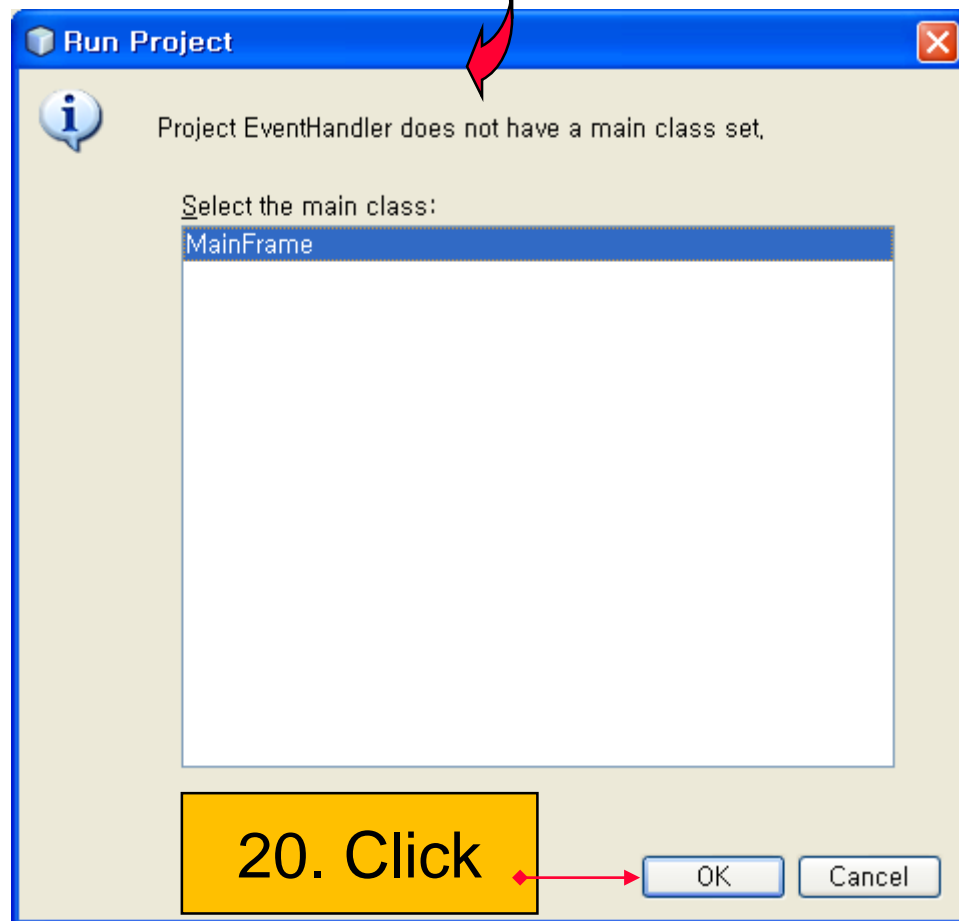 Run Project
Project EventHandler does not have a main class set,
Select the main class:
MainFrame
20. Click
OK Cancel